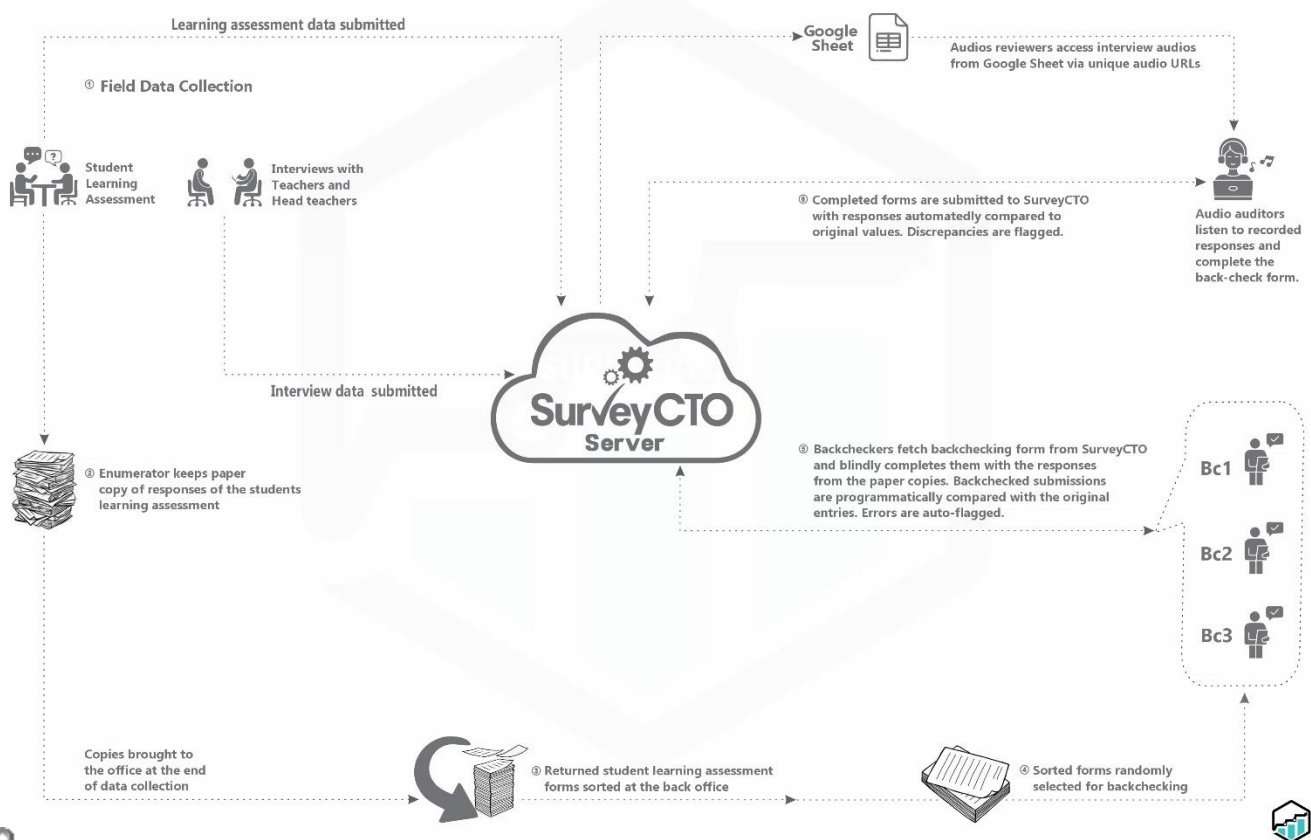 Learning assessment data submitted
① Field Data Collection
Student
Learning
Assessment
Interviews with
Teachers and
Head teachers
Interview data submitted
Google
Sheet
Audios reviewers access interview audios
from Google Sheet via unique audio URLs
Audio auditors
listen to recorded
responses and
complete the
back-check form.
⑥ Completed forms are submitted to SurveyCTO
with responses automatedly compared to
original values. Discrepancies are flagged.
SurveyCTO
Server
② Enumerator keeps paper
copy of responses of the students
learning assessment
⑤ Backcheckers fetch backchecking form from SurveyCTO
and blindly completes them with the responses
from the paper copies. Backchecked submissions
are programmatically compared with the original
entries. Errors are auto-flagged.
Bc1
Bc2
Bc3
Copies brought to
the office at the end
of data collection
③ Returned student learning assessment
forms sorted at the back office
④ Sorted forms randomly
selected for backchecking